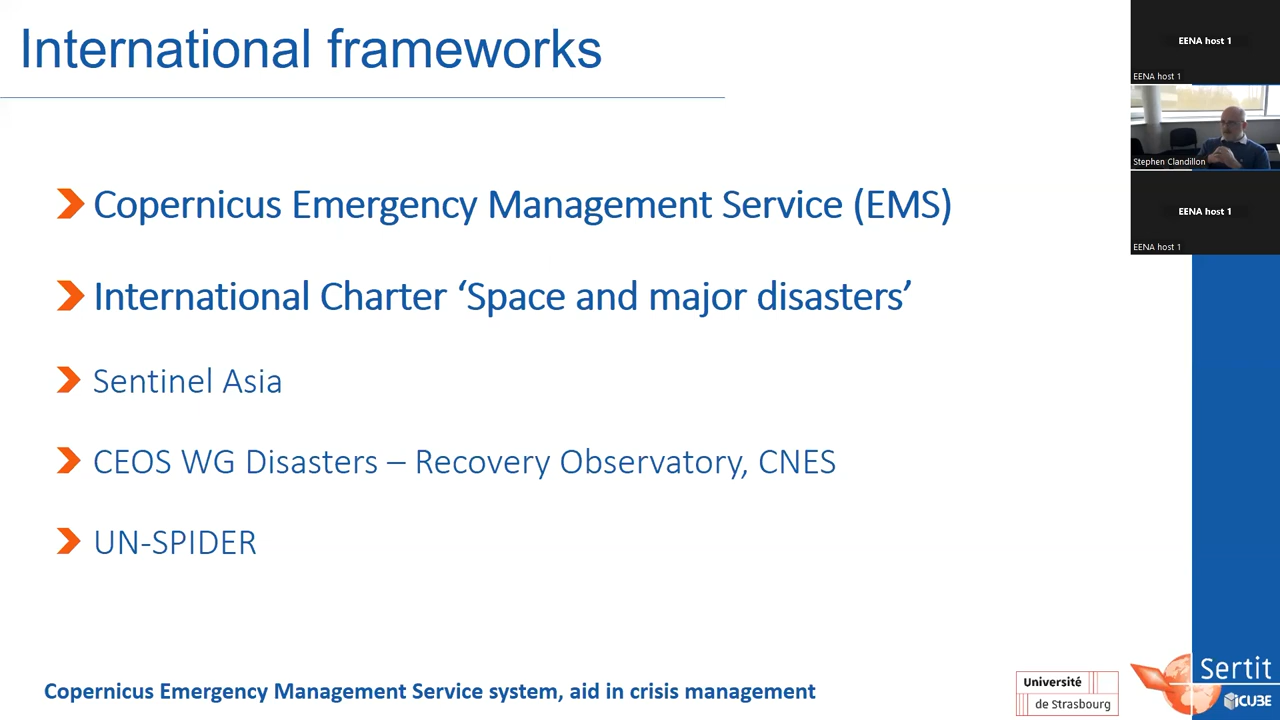 International frameworks
Copernicus Emergency Management Service (EMS)
International Charter ‘Space and major disasters’
Sentinel Asia
CEOS WG Disasters – Recovery Observatory, CNES
UN-SPIDER
Copernicus Emergency Management Service system, aid in crisis management
Université
de Strasbourg
Sertit
iCUBE
EENA host 1
EENA host 1
Stephen Clandillon
EENA host 1
EENA host 1